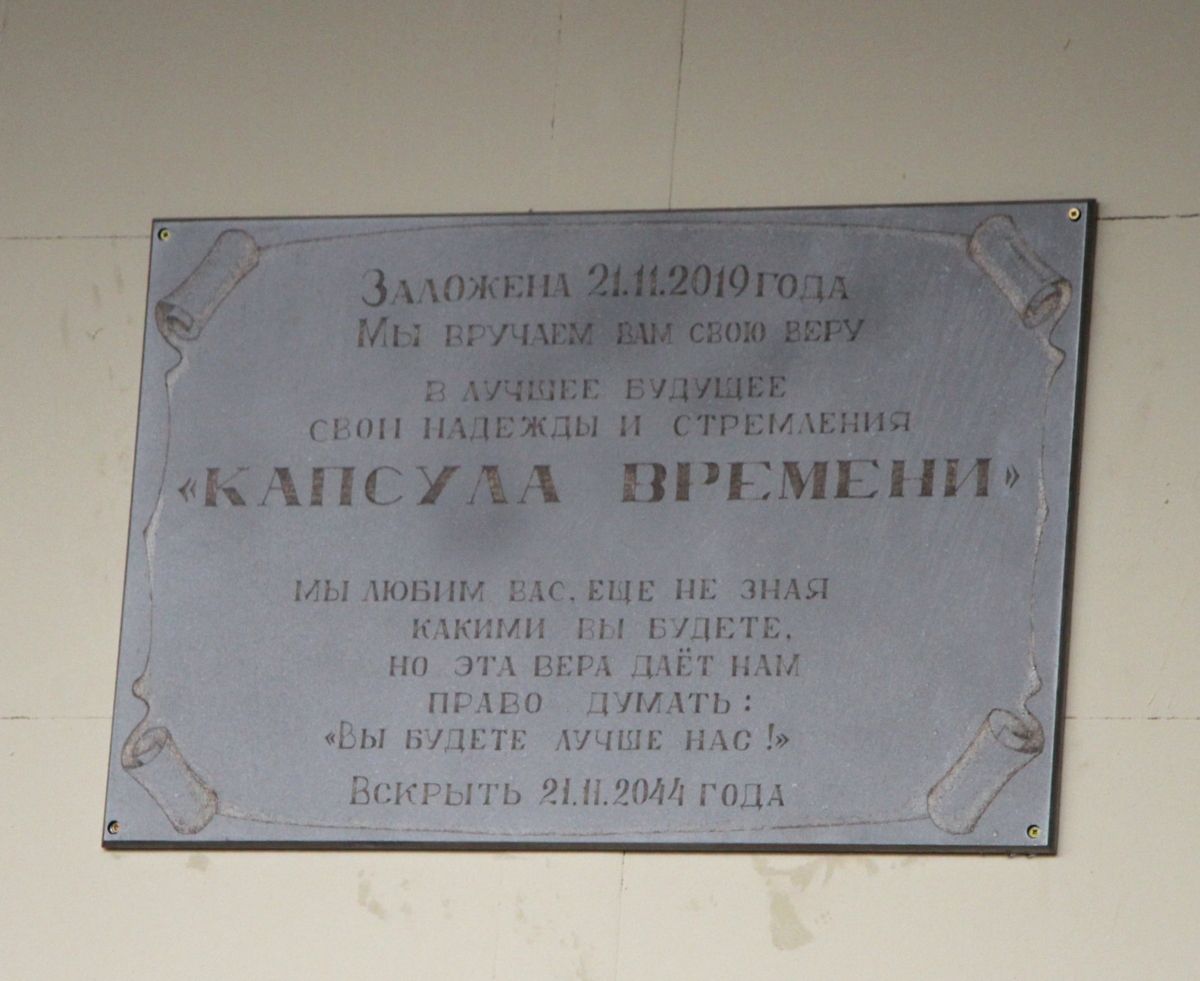 Заложена 21.11.2019 года
Мы вручаем вам свою веру
в лучшее будущее
свои надежды и стремления
«КАПСУЛА ВРЕМЕНИ»
мы любим вас, еще не зная
какими вы будете,
но эта вера даёт нам
право думать:
«Вы будете лучше нас!»
Вскрыть 21.11.2044 года